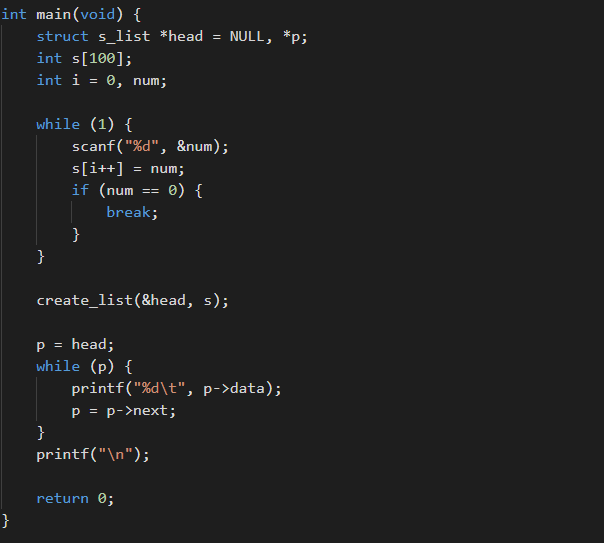 int main(void) {
    struct s_list *head = NULL, *p;
    int s[100];
    int i = 0, num;

    while (1) {
        scanf("%d", &num);
        s[i++] = num;
        if (num == 0) {
            break;
        }
    }

    create_list(&head, s);

    p = head;
    while (p) {
        printf("%d\t", p->data);
        p = p->next;
    }
    printf("\n");

    return 0;
}